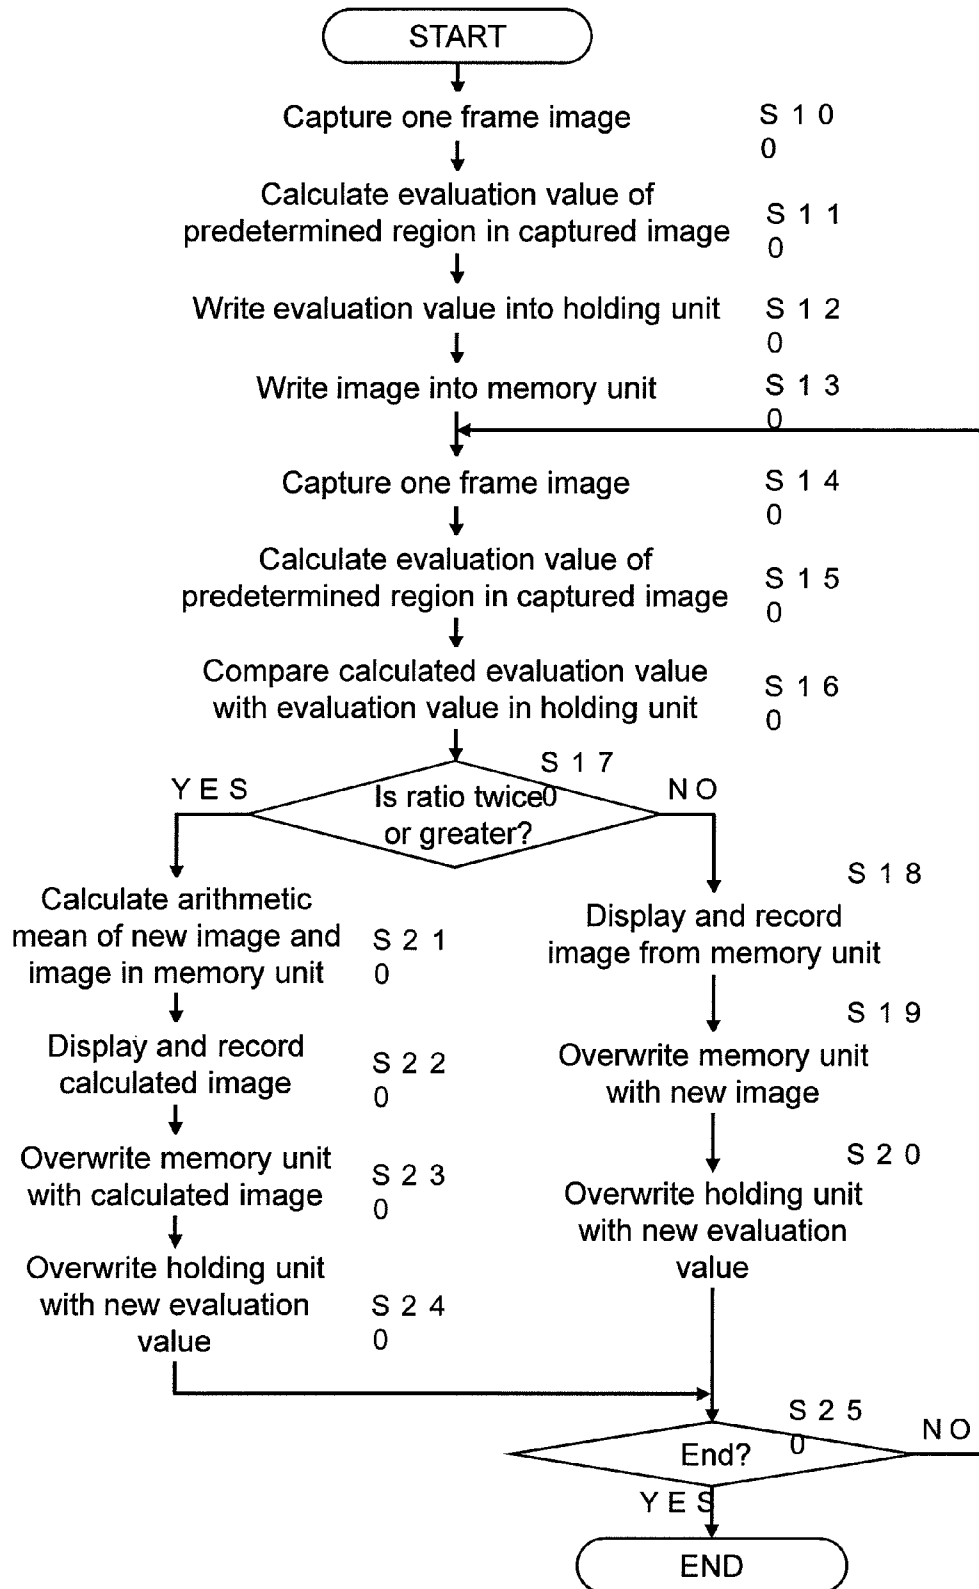 START
Capture one frame image
S 1 0
0
Calculate evaluation value of
predetermined region in captured image
S 1 1
0
Write evaluation value into holding unit
S 1 2
0
Write image into memory unit
S 1 3
0
Capture one frame image
S 1 4
0
Calculate evaluation value of
predetermined region in captured image
S 1 5
0
Compare calculated evaluation value
with evaluation value in holding unit
S 1 6
0
S 1 7
0
Is ratio twice
or greater?
Y E S
N O
Calculate arithmetic
mean of new image and
image in memory unit
S 2 1
0
Display and record
calculated image
S 2 2
0
Overwrite memory unit
with calculated image
S 2 3
0
Overwrite holding unit
with new evaluation
value
S 2 4
0
S 1 8
Display and record
image from memory unit
S 1 9
Overwrite memory unit
with new image
S 2 0
Overwrite holding unit
with new evaluation
value
S 2 5
0
End?
N O
Y E S
END